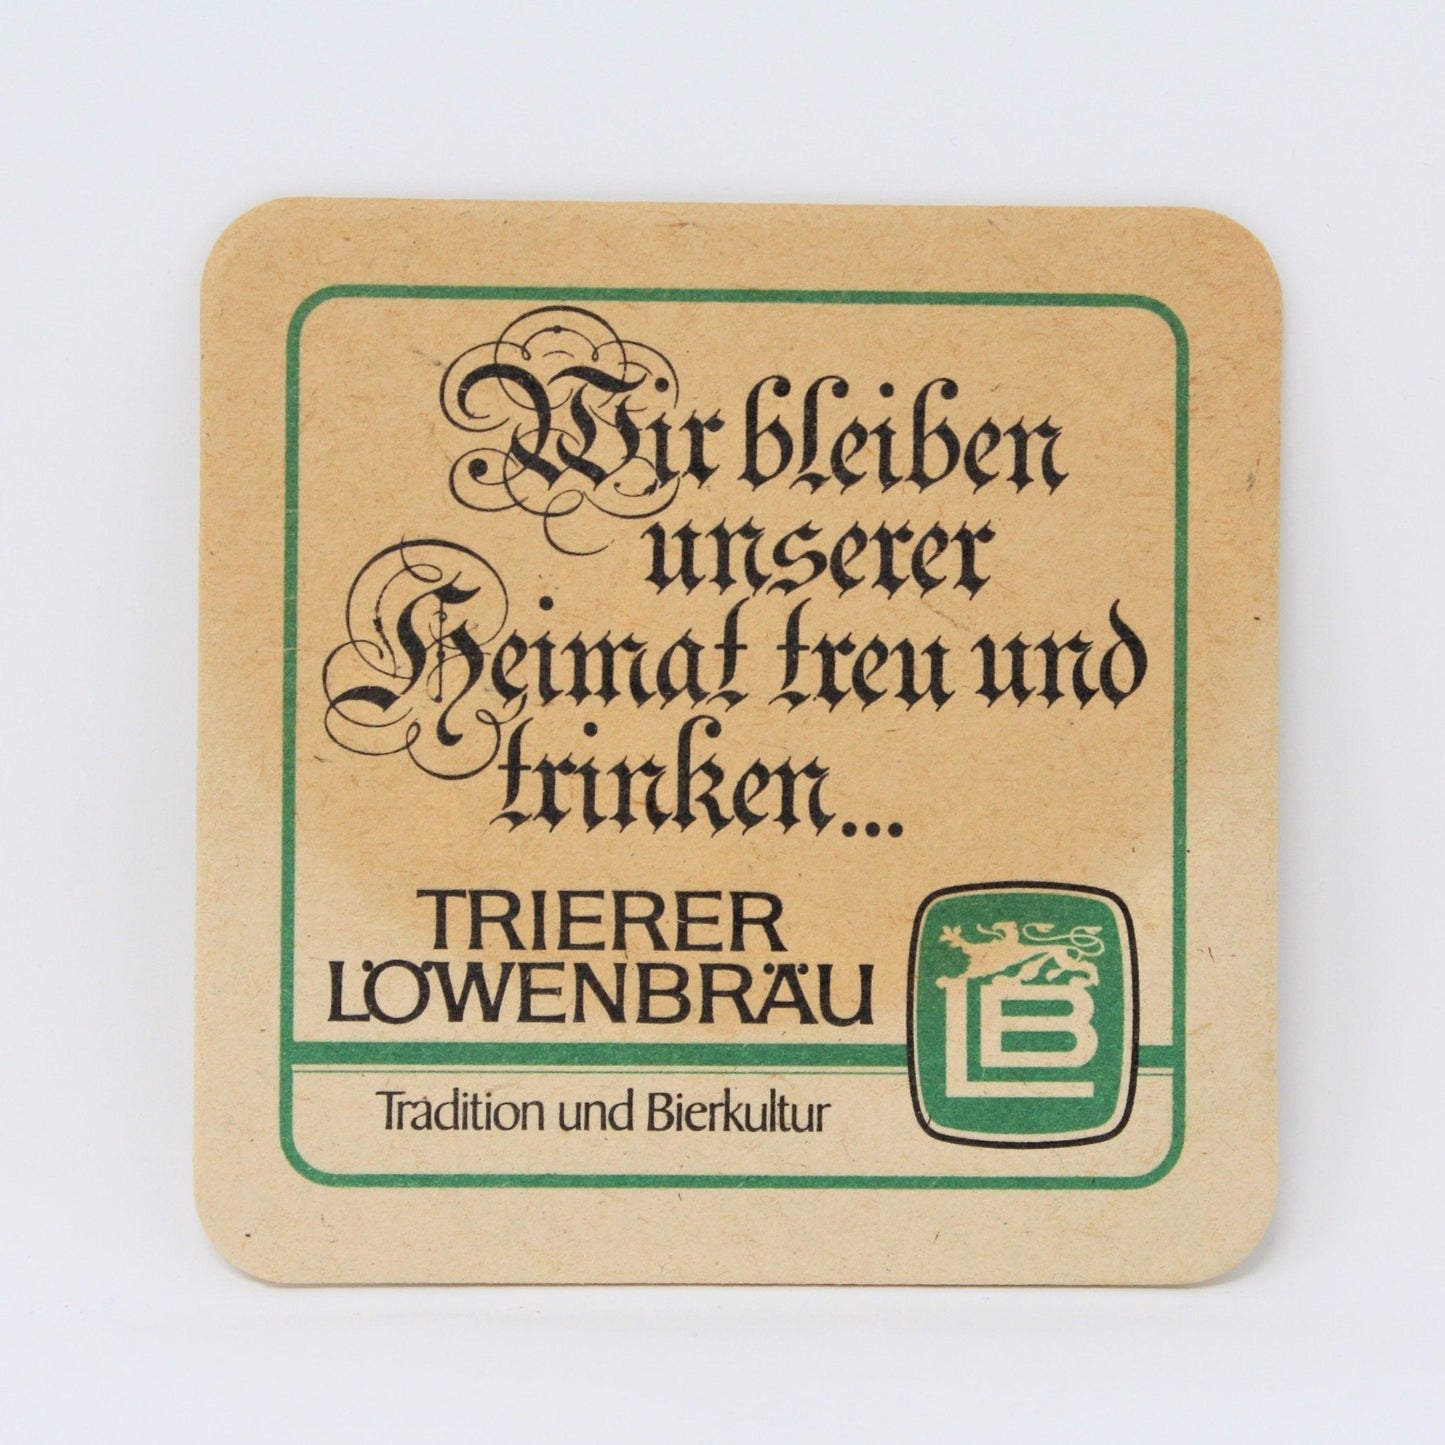 Wir bleiben
unserer
Heimat treu und
trinken...
TRIERER
LÖWENBRÄU
LB
Tradition und Bierkultur